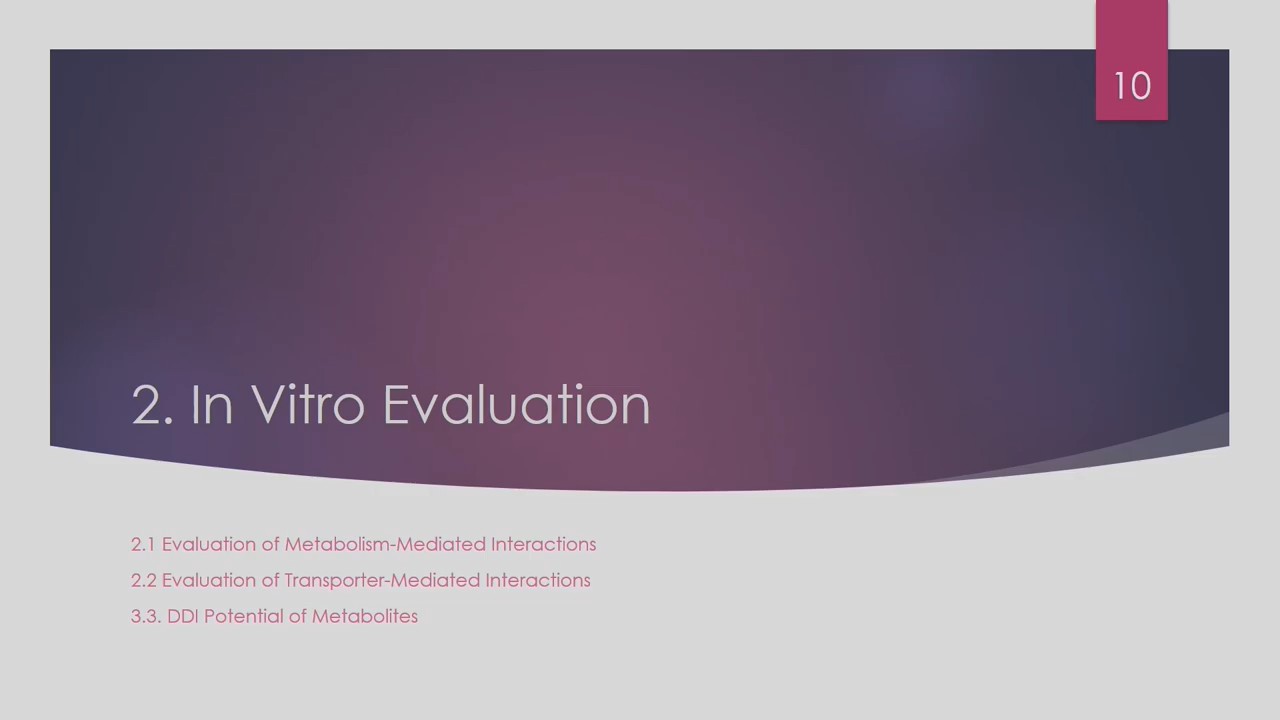 10
2. In Vitro Evaluation
2.1 Evaluation of Metabolism-Mediated Interactions
2.2 Evaluation of Transporter-Mediated Interactions
3.3. DDI Potential of Metabolites